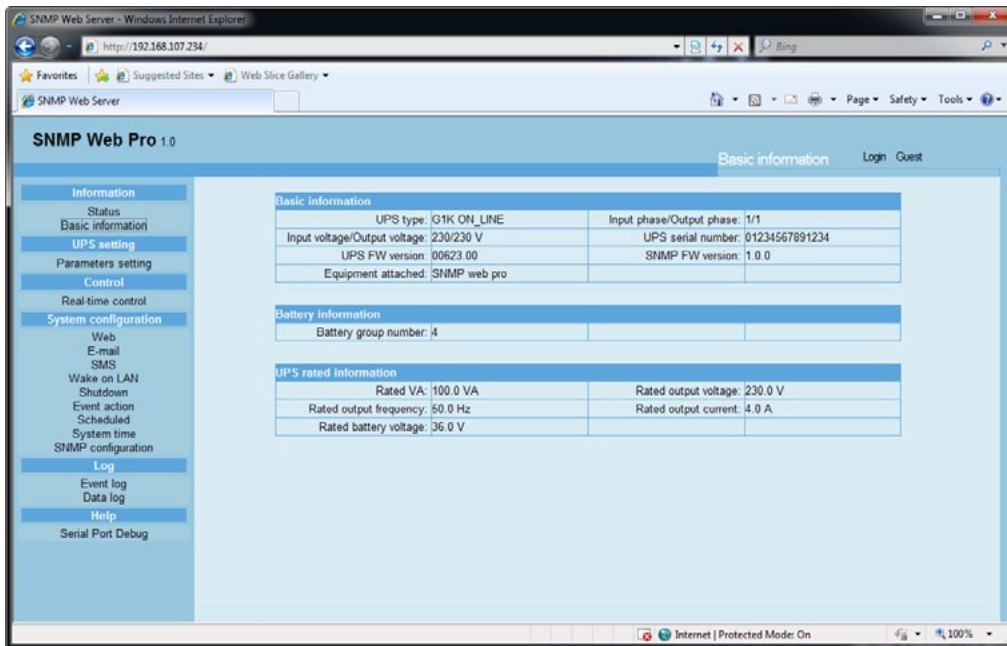 SNMP Web Server - Windows Internet Explorer
http://192.168.107.234/
Bing
Favorites
Suggested Sites
Web Slice Gallery
SNMP Web Server
Page
Safety
Tools
SNMP Web Pro 1.0
Basic information
Login Guest
Information
Status
Basic information
UPS setting
Parameters setting
Control
Real-time control
System configuration
Web
E-mail
SMS
Wake on LAN
Shutdown
Event action
Scheduled
System time
SNMP configuration
Log
Event log
Data log
Help
Serial Port Debug
Basic information
UPS type: G1K ON_LINE Input phase/Output phase: 1/1
Input voltage/Output voltage: 230/230 V UPS serial number: 01234567891234
UPS FW version: 00623.00 SNMP FW version: 1.0.0
Equipment attached: SNMP web pro
Battery information
Battery group number: 4
UPS rated information
Rated VA: 100.0 VA Rated output voltage: 230.0 V
Rated output frequency: 50.0 Hz Rated output current: 4.0 A
Rated battery voltage: 36.0 V
Internet | Protected Mode: On
100%